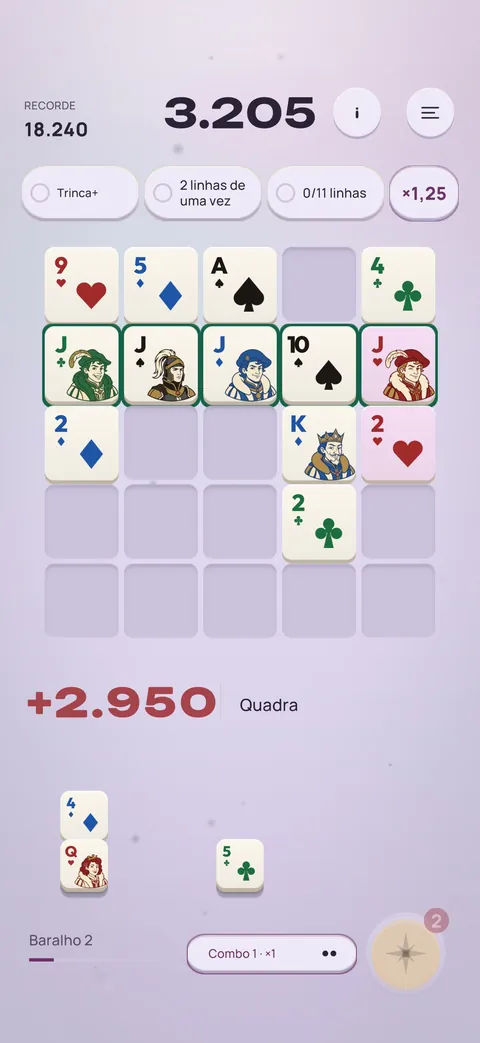 RECORDE
18.240
3.205
i
Trinca+
2 linhas de
uma vez
0/11 linhas
×1,25
9
5
A
4
J
J
J
10
J
2
K
2
2
+2.950
Quadra
4
Q
5
Baralho 2
Combo 1 · ×1
2